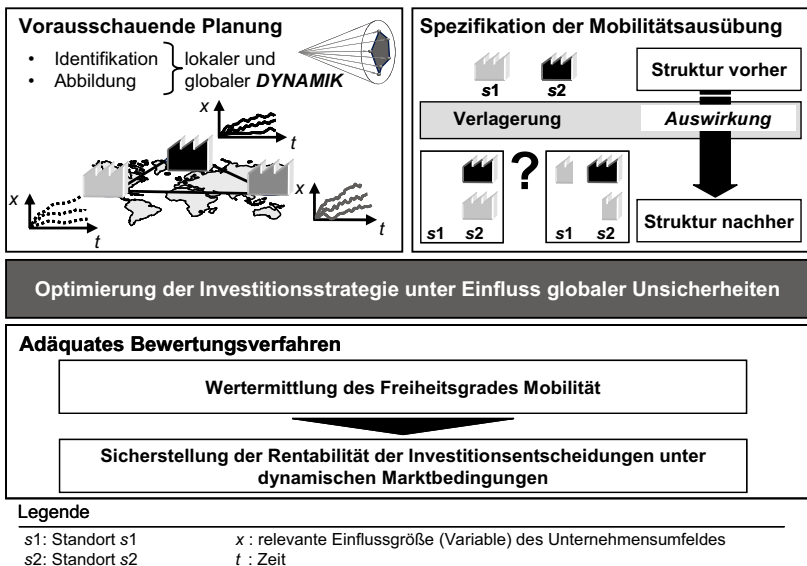 Vorausschauende Planung
• Identifikation
• Abbildung
lokaler und
globaler DYNAMIK
x
t
x
t
x
t
Spezifikation der Mobilitätsausübung
s1 s2
Struktur vorher
Verlagerung
Auswirkung
?
s1 s2
s1 s2
Struktur nachher
Optimierung der Investitionsstrategie unter Einfluss globaler Unsicherheiten
Adäquates Bewertungsverfahren
Wertermittlung des Freiheitsgrades Mobilität
Sicherstellung der Rentabilität der Investitionsentscheidungen unter
dynamischen Marktbedingungen
Legende
s1: Standort s1 x : relevante Einflussgröße (Variable) des Unternehmensumfeldes
s2: Standort s2 t : Zeit